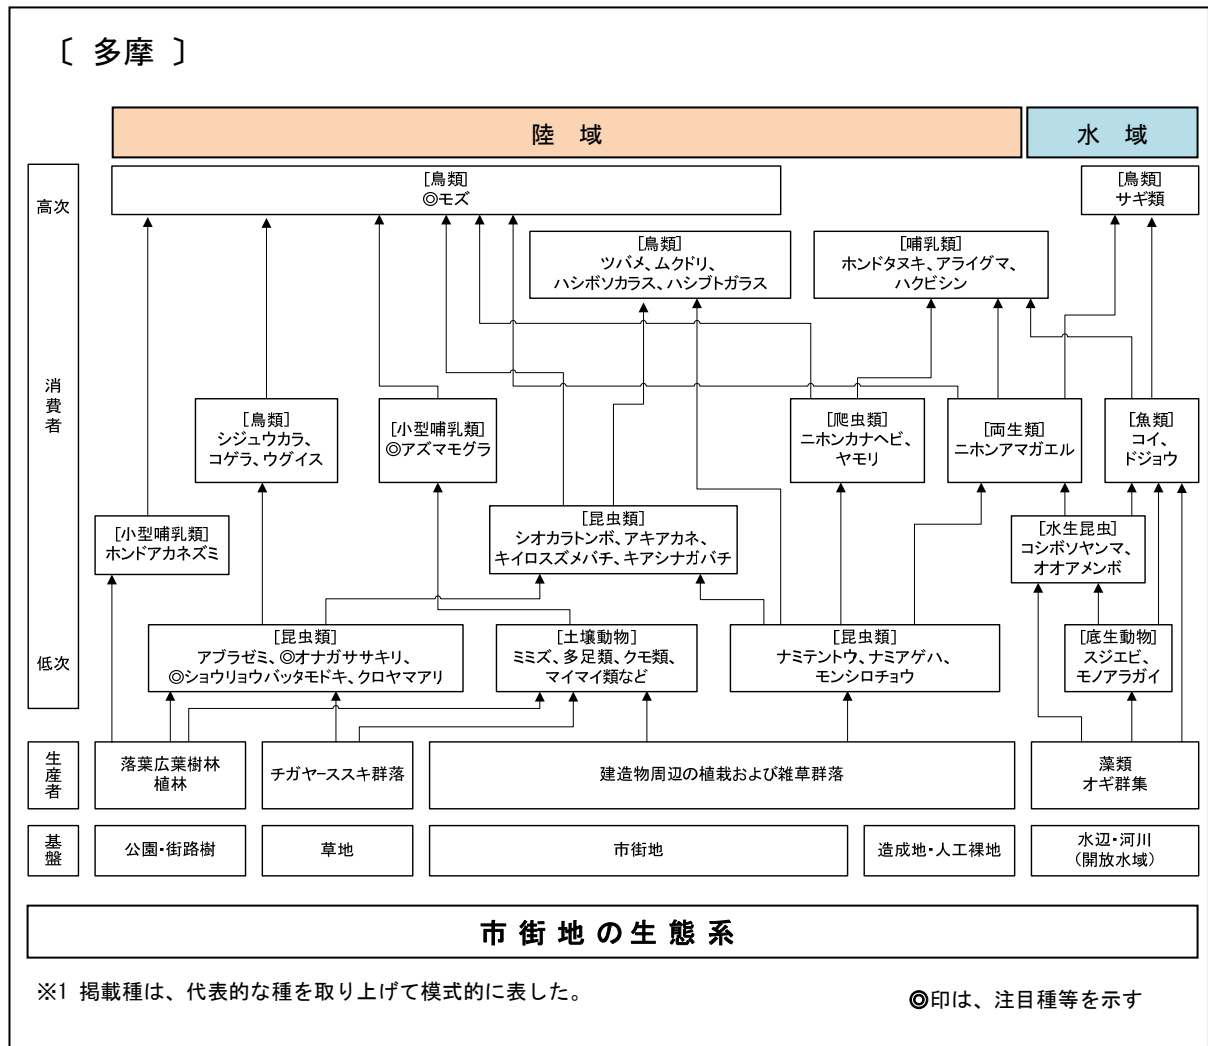 〔 多摩 〕
陸 域
水 域
高次
消費者
低次
生産者
基盤
[鳥類]
◎モズ
[鳥類]
サギ類
[鳥類]
ツバメ、ムクドリ、
ハシボソカラス、ハシブトガラス
[哺乳類]
ホンドタヌキ、アライグマ、
ハクビシン
[鳥類]
シジュウカラ、
コゲラ、ウグイス
[小型哺乳類]
◎アズマモグラ
[爬虫類]
ニホンカナヘビ、
ヤモリ
[両生類]
ニホンアマガエル
[魚類]
コイ、
ドジョウ
[小型哺乳類]
ホンドアカネズミ
[昆虫類]
シオカラトンボ、アキアカネ、
キイロスズメバチ、キアシナガバチ
[水生昆虫]
コシボソヤンマ、
オオアメンボ
[昆虫類]
アブラゼミ、◎オナガササキリ、
◎ショウリョウバッタモドキ、クロヤマアリ
[土壌動物]
ミミズ、多足類、クモ類、
マイマイ類など
[昆虫類]
ナミテントウ、ナミアゲハ、
モンシロチョウ
[底生動物]
スジエビ、
モノアラガイ
落葉広葉樹林
植林
チガヤーススキ群落
建造物周辺の植栽および雑草群落
藻類
オギ群集
公園・街路樹
草地
市街地
造成地・人工裸地
水辺・河川
(開放水域)
市街地の生態系
※1 掲載種は、代表的な種を取り上げて模式的に表した。
◎印は、注目種等を示す